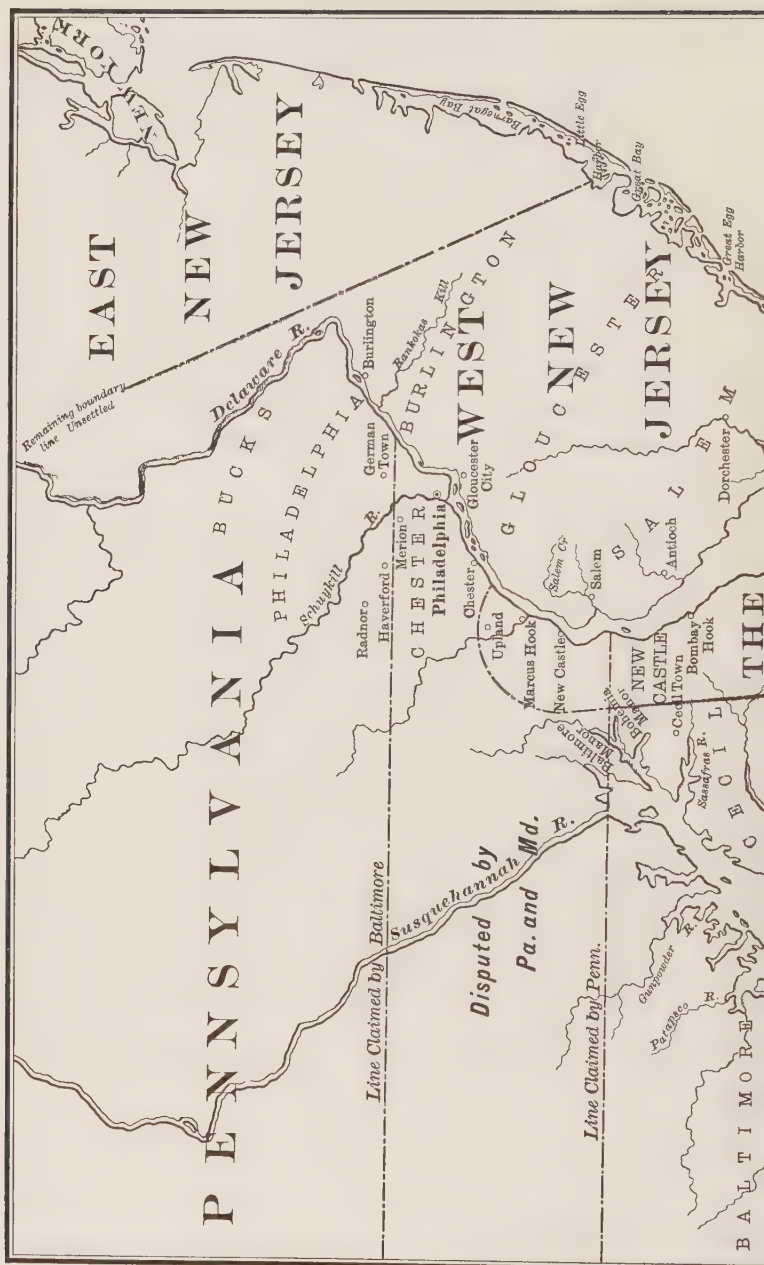 NEW YORK
EAST
NEW
JERSEY
Remaining boundary
line Unsettled
Delaware R.
PENNSYLVANIA
BUCKS
PHILADELPHIA
Schuykill R.
Burlington
Rankokas Kill
BURLINGTON
German
Town
Barnegat Bay
Little Egg
Harbor
Great Bay
Great Egg
Harbor
WEST
NEW
JERSEY
GLOUCESTER
Gloucester
City
Merion
Radnor
Haverford
CHESTER
Philadelphia
Chester
Upland
Marcus Hook
New Castle
Salem Cr.
Salem
SALEM
Antioch
Dorchester
Line Claimed by Baltimore
Susquehannah R.
Disputed by
Pa. and Md.
Line Claimed by Penn.
Baltimore
Manor
Bohemia
Manor
NEW
CASTLE
Cecil Town
Bombay
Hook
Sassafras R.
CECIL
THE
Gunpowder R.
Patapsco R.
BALTIMORE